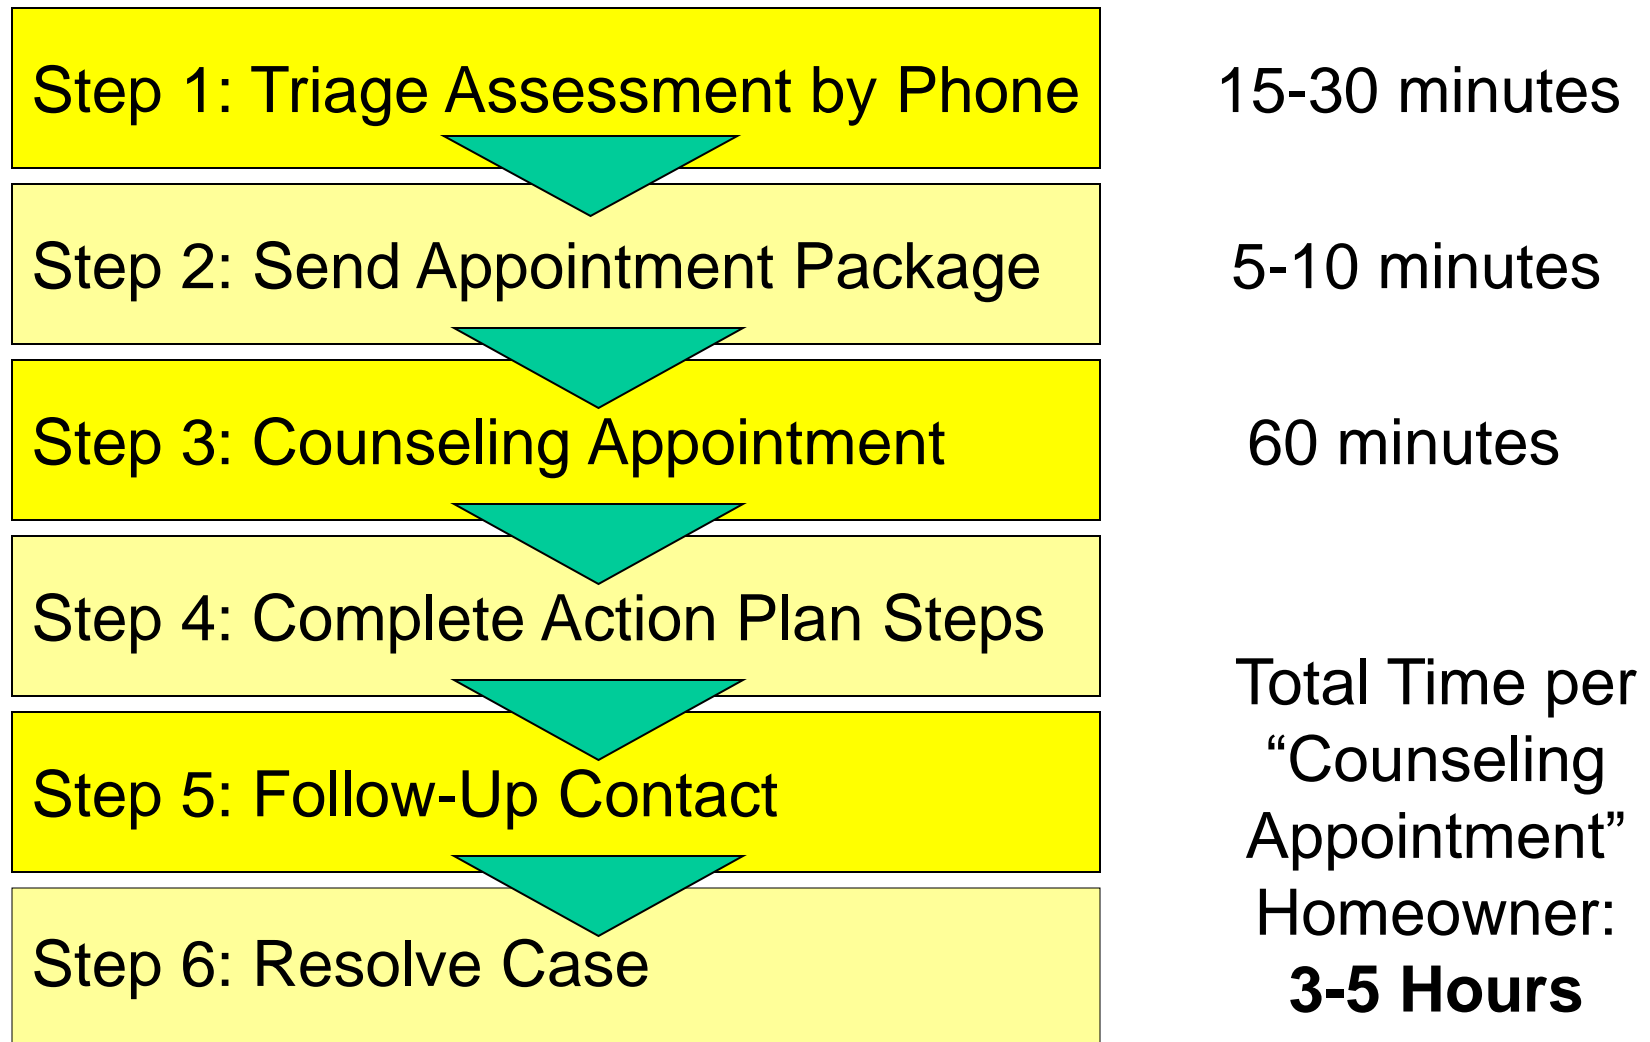 Step 1: Triage Assessment by Phone
15-30 minutes
Step 2: Send Appointment Package
5-10 minutes
Step 3: Counseling Appointment
60 minutes
Step 4: Complete Action Plan Steps
Step 5: Follow-Up Contact
Step 6: Resolve Case
Total Time per
“Counseling
Appointment”
Homeowner:
3-5 Hours